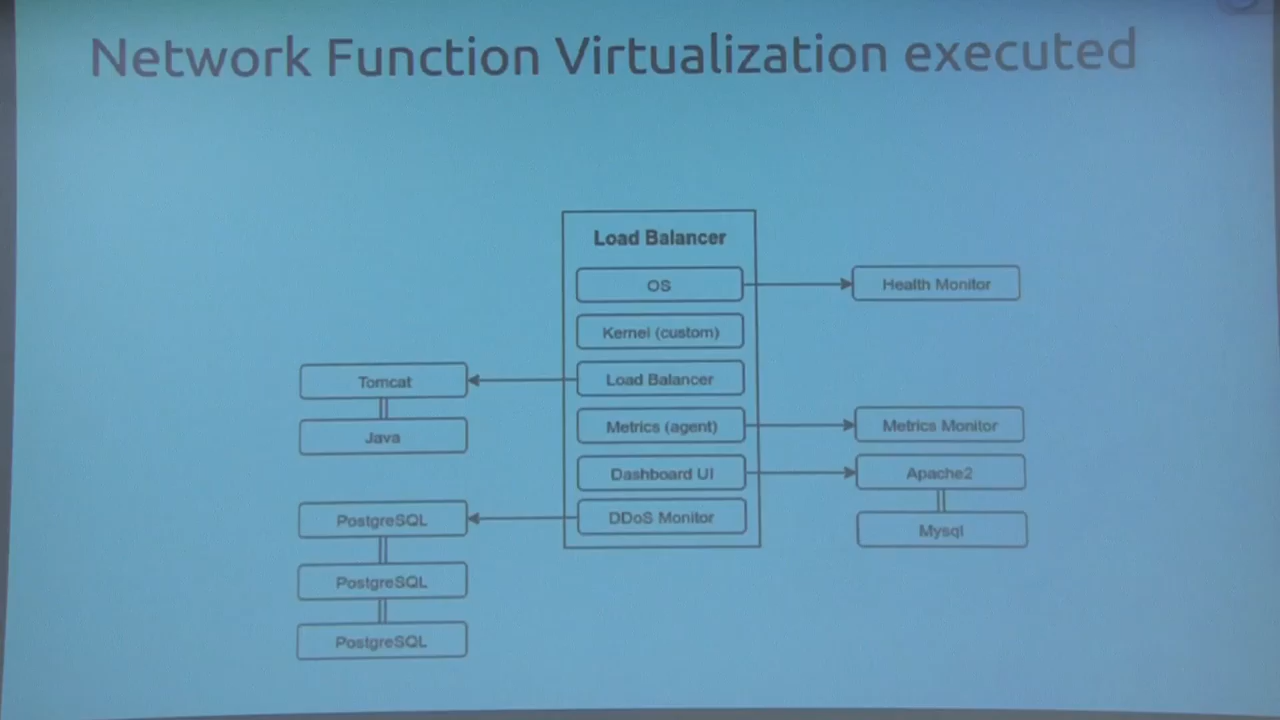 Network Function Virtualization executed
Load Balancer
OS
Health Monitor
Kernel (custom)
Tomcat
Load Balancer
Java
Metrics (agent)
Metrics Monitor
Dashboard UI
Apache2
PostgreSQL
DDoS Monitor
Mysql
PostgreSQL
PostgreSQL